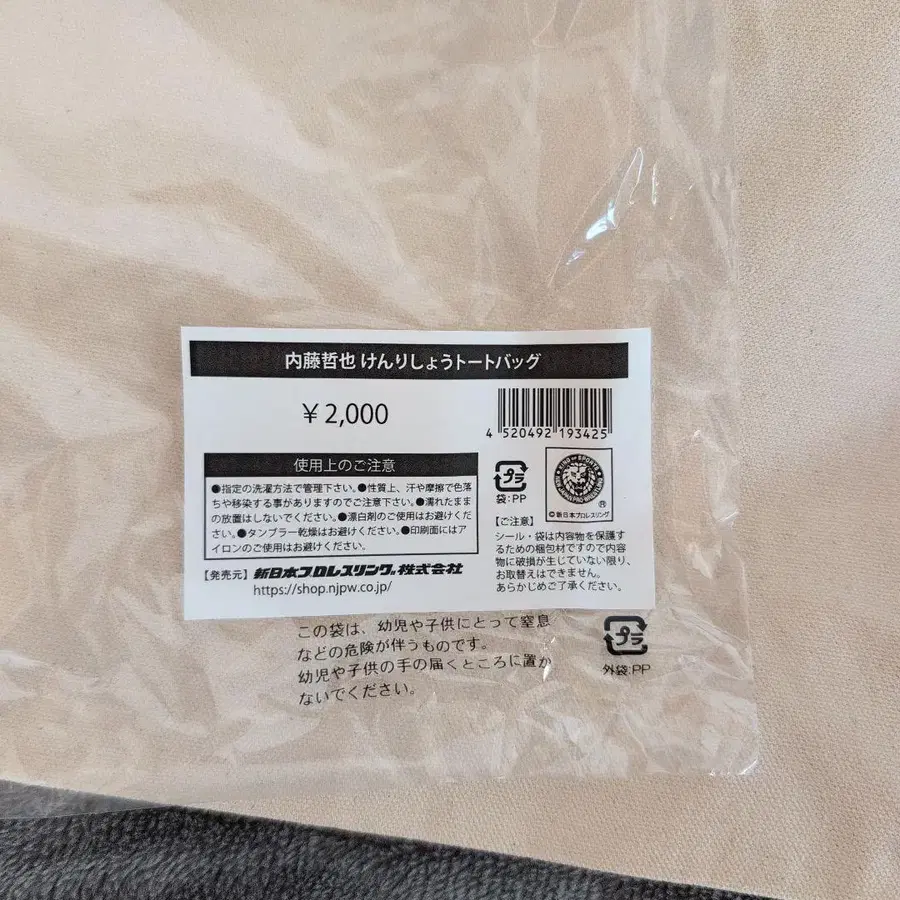 内藤哲也 けんりしょうトートバッグ
￥2,000
4 520492 193425
使用上のご注意
●指定の洗濯方法で管理下さい。●性質上、汗や摩擦で色落
ちや移染する事がありますのでご注意下さい。●濡れたまま
の放置はしないでください。●漂白剤のご使用はお避けくだ
さい。●タンブラー乾燥はお避けください。●印刷面にはア
イロンのご使用はお避けください。
【発売元】新日本プロレスリング株式会社
https://shop.njpw.co.jp/
プラ
袋:PP
KING OF SPORTS
NEW JAPAN PRO-WRESTLING
®
©新日本プロレスリング
【ご注意】
シール・袋は内容物を保護す
るための梱包材ですので内容
物に破損が生じていない限り、
お取替えはできません。
あらかじめご了承ください。
この袋は、幼児や子供にとって窒息
などの危険が伴うものです。
幼児や子供の手の届くところに置か
ないでください。
プラ
外袋:PP